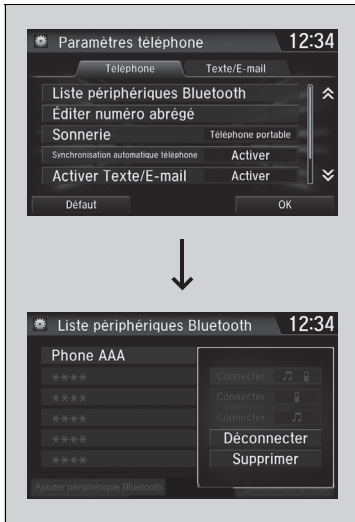 Paramètres téléphone 12:34
Téléphone Texte/E-mail
Liste périphériques Bluetooth
Éditer numéro abrégé
Sonnerie Téléphone portable
Synchronisation automatique téléphone Activer
Activer Texte/E-mail Activer
Défaut OK
Liste périphériques Bluetooth 12:34
Phone AAA
**** Connecter
**** Connecter
**** Connecter
**** Déconnecter
**** Supprimer
Ajouter périphérique Bluetooth